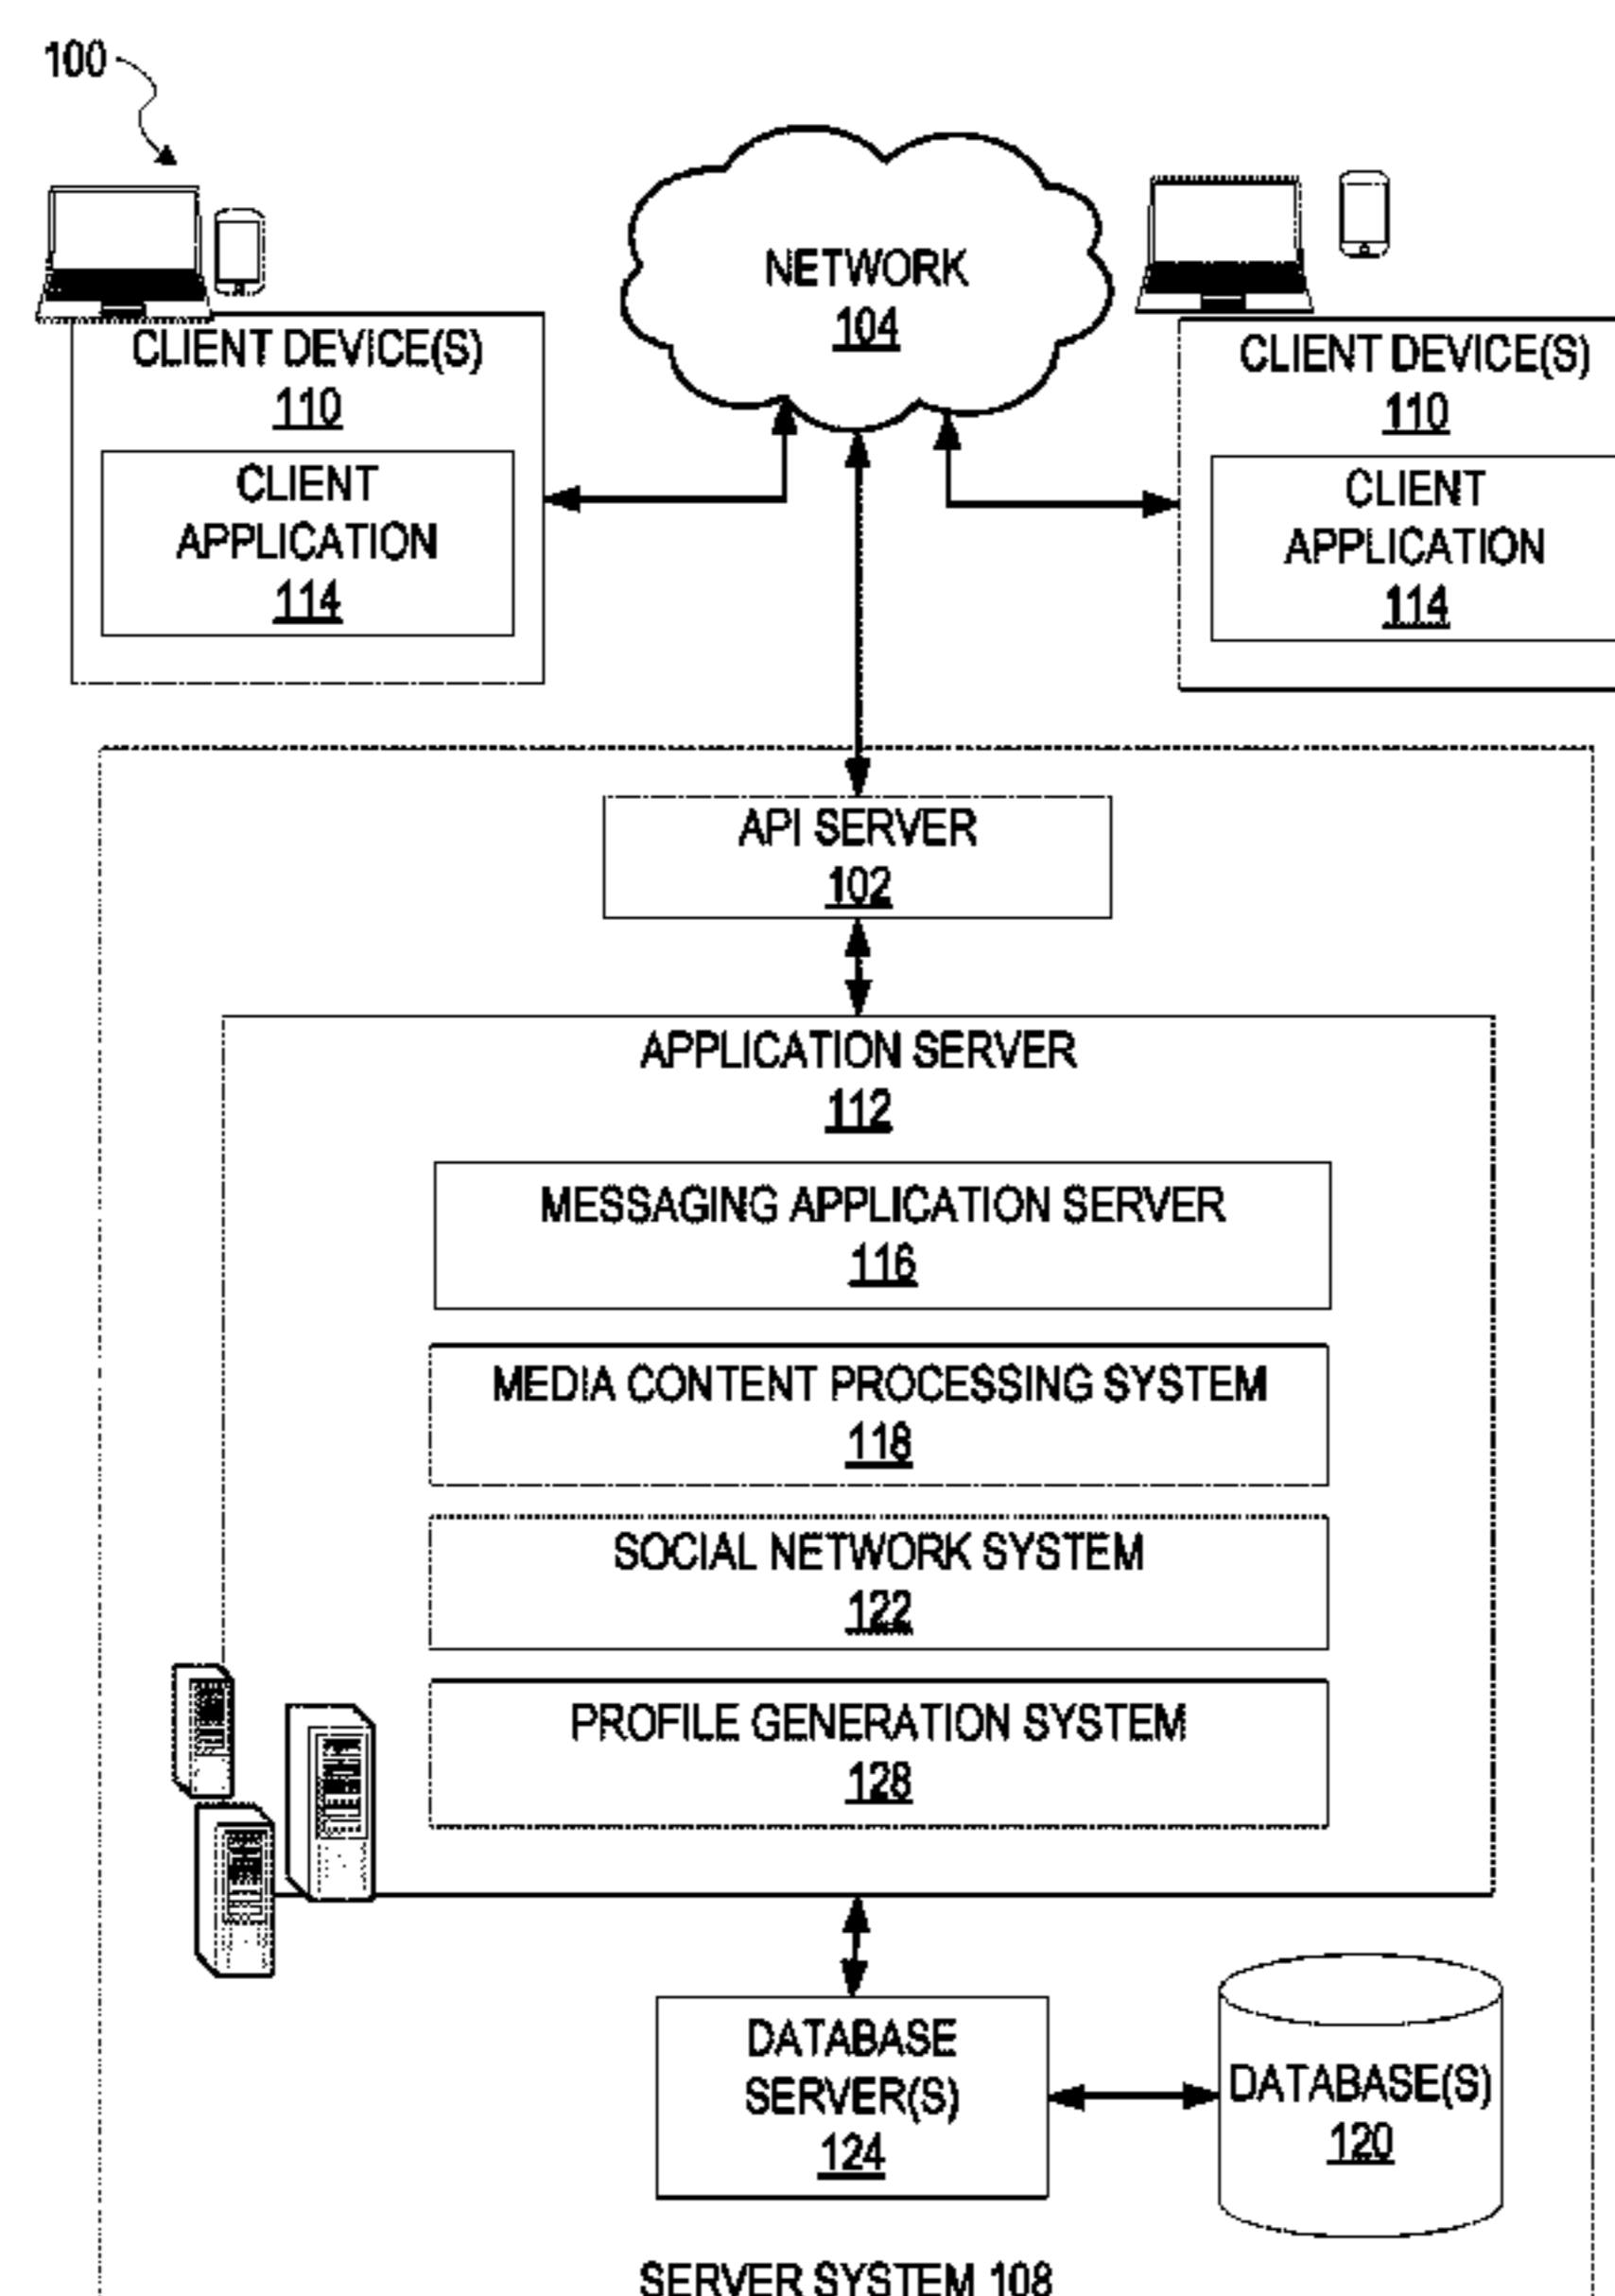 100
NETWORK
104
CLIENT DEVICE(S)
110
CLIENT
APPLICATION
114
CLIENT DEVICE(S)
110
CLIENT
APPLICATION
114
API SERVER
102
APPLICATION SERVER
112
MESSAGING APPLICATION SERVER
116
MEDIA CONTENT PROCESSING SYSTEM
118
SOCIAL NETWORK SYSTEM
122
PROFILE GENERATION SYSTEM
128
DATABASE
SERVER(S)
124
DATABASE(S)
120
SERVER SYSTEM 108